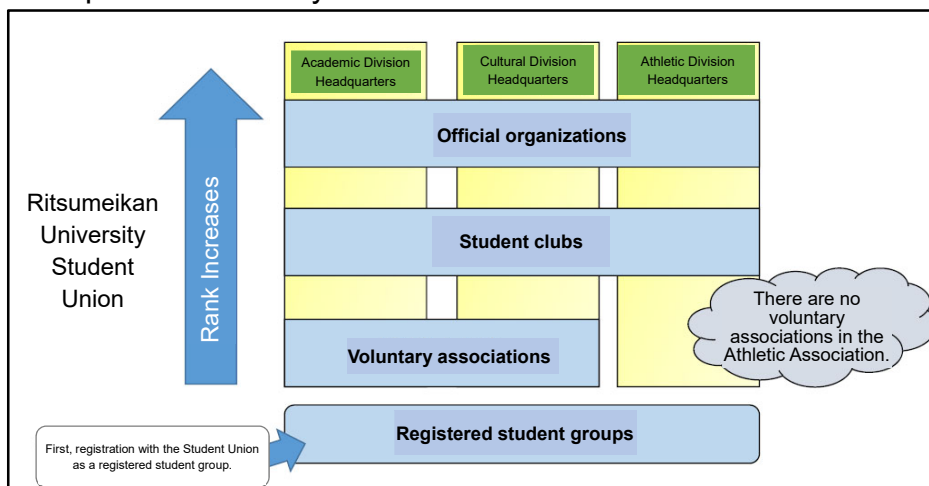 Academic Division
Headquarters
Cultural Division
Headquarters
Athletic Division
Headquarters
Official organizations
Rank Increases
Ritsumeikan
University
Student
Union
Student clubs
There are no
voluntary
associations in the
Athletic Association.
Voluntary associations
Registered student groups
First, registration with the Student Union
as a registered student group.